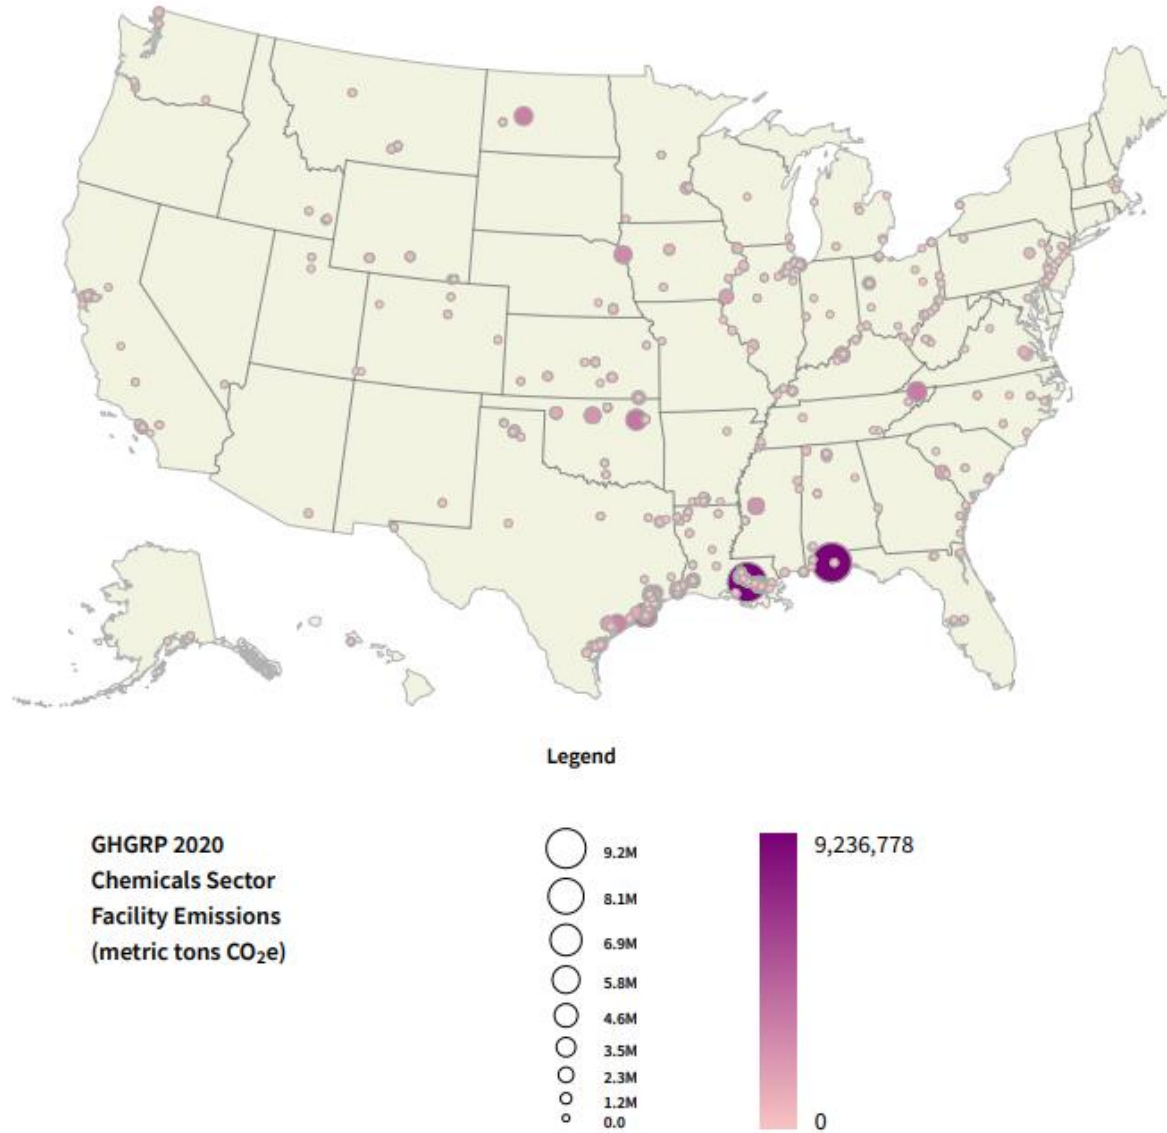 Legend
GHGRP 2020
Chemicals Sector
Facility Emissions
(metric tons CO₂e)
9.2M
8.1M
6.9M
5.8M
4.6M
3.5M
2.3M
1.2M
0.0
9,236,778
0